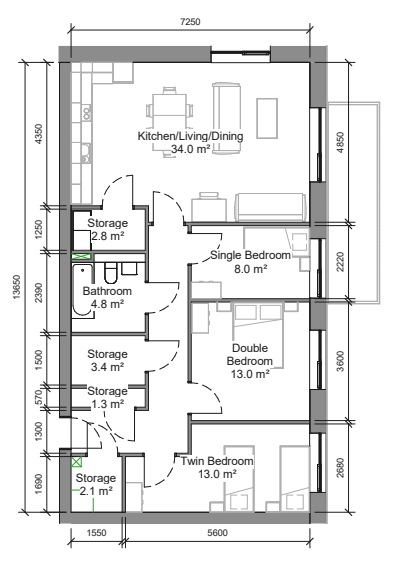 7250
Kitchen/Living/Dining
34.0 m²
4350
4850
Storage
2.8 m²
1250
Single Bedroom
8.0 m²
2220
13650
Bathroom
4.8 m²
2390
Double
Bedroom
13.0 m²
3600
Storage
3.4 m²
1500
Storage
1.3 m²
570
1300
Twin Bedroom
13.0 m²
2680
Storage
2.1 m²
1690
1550
5600